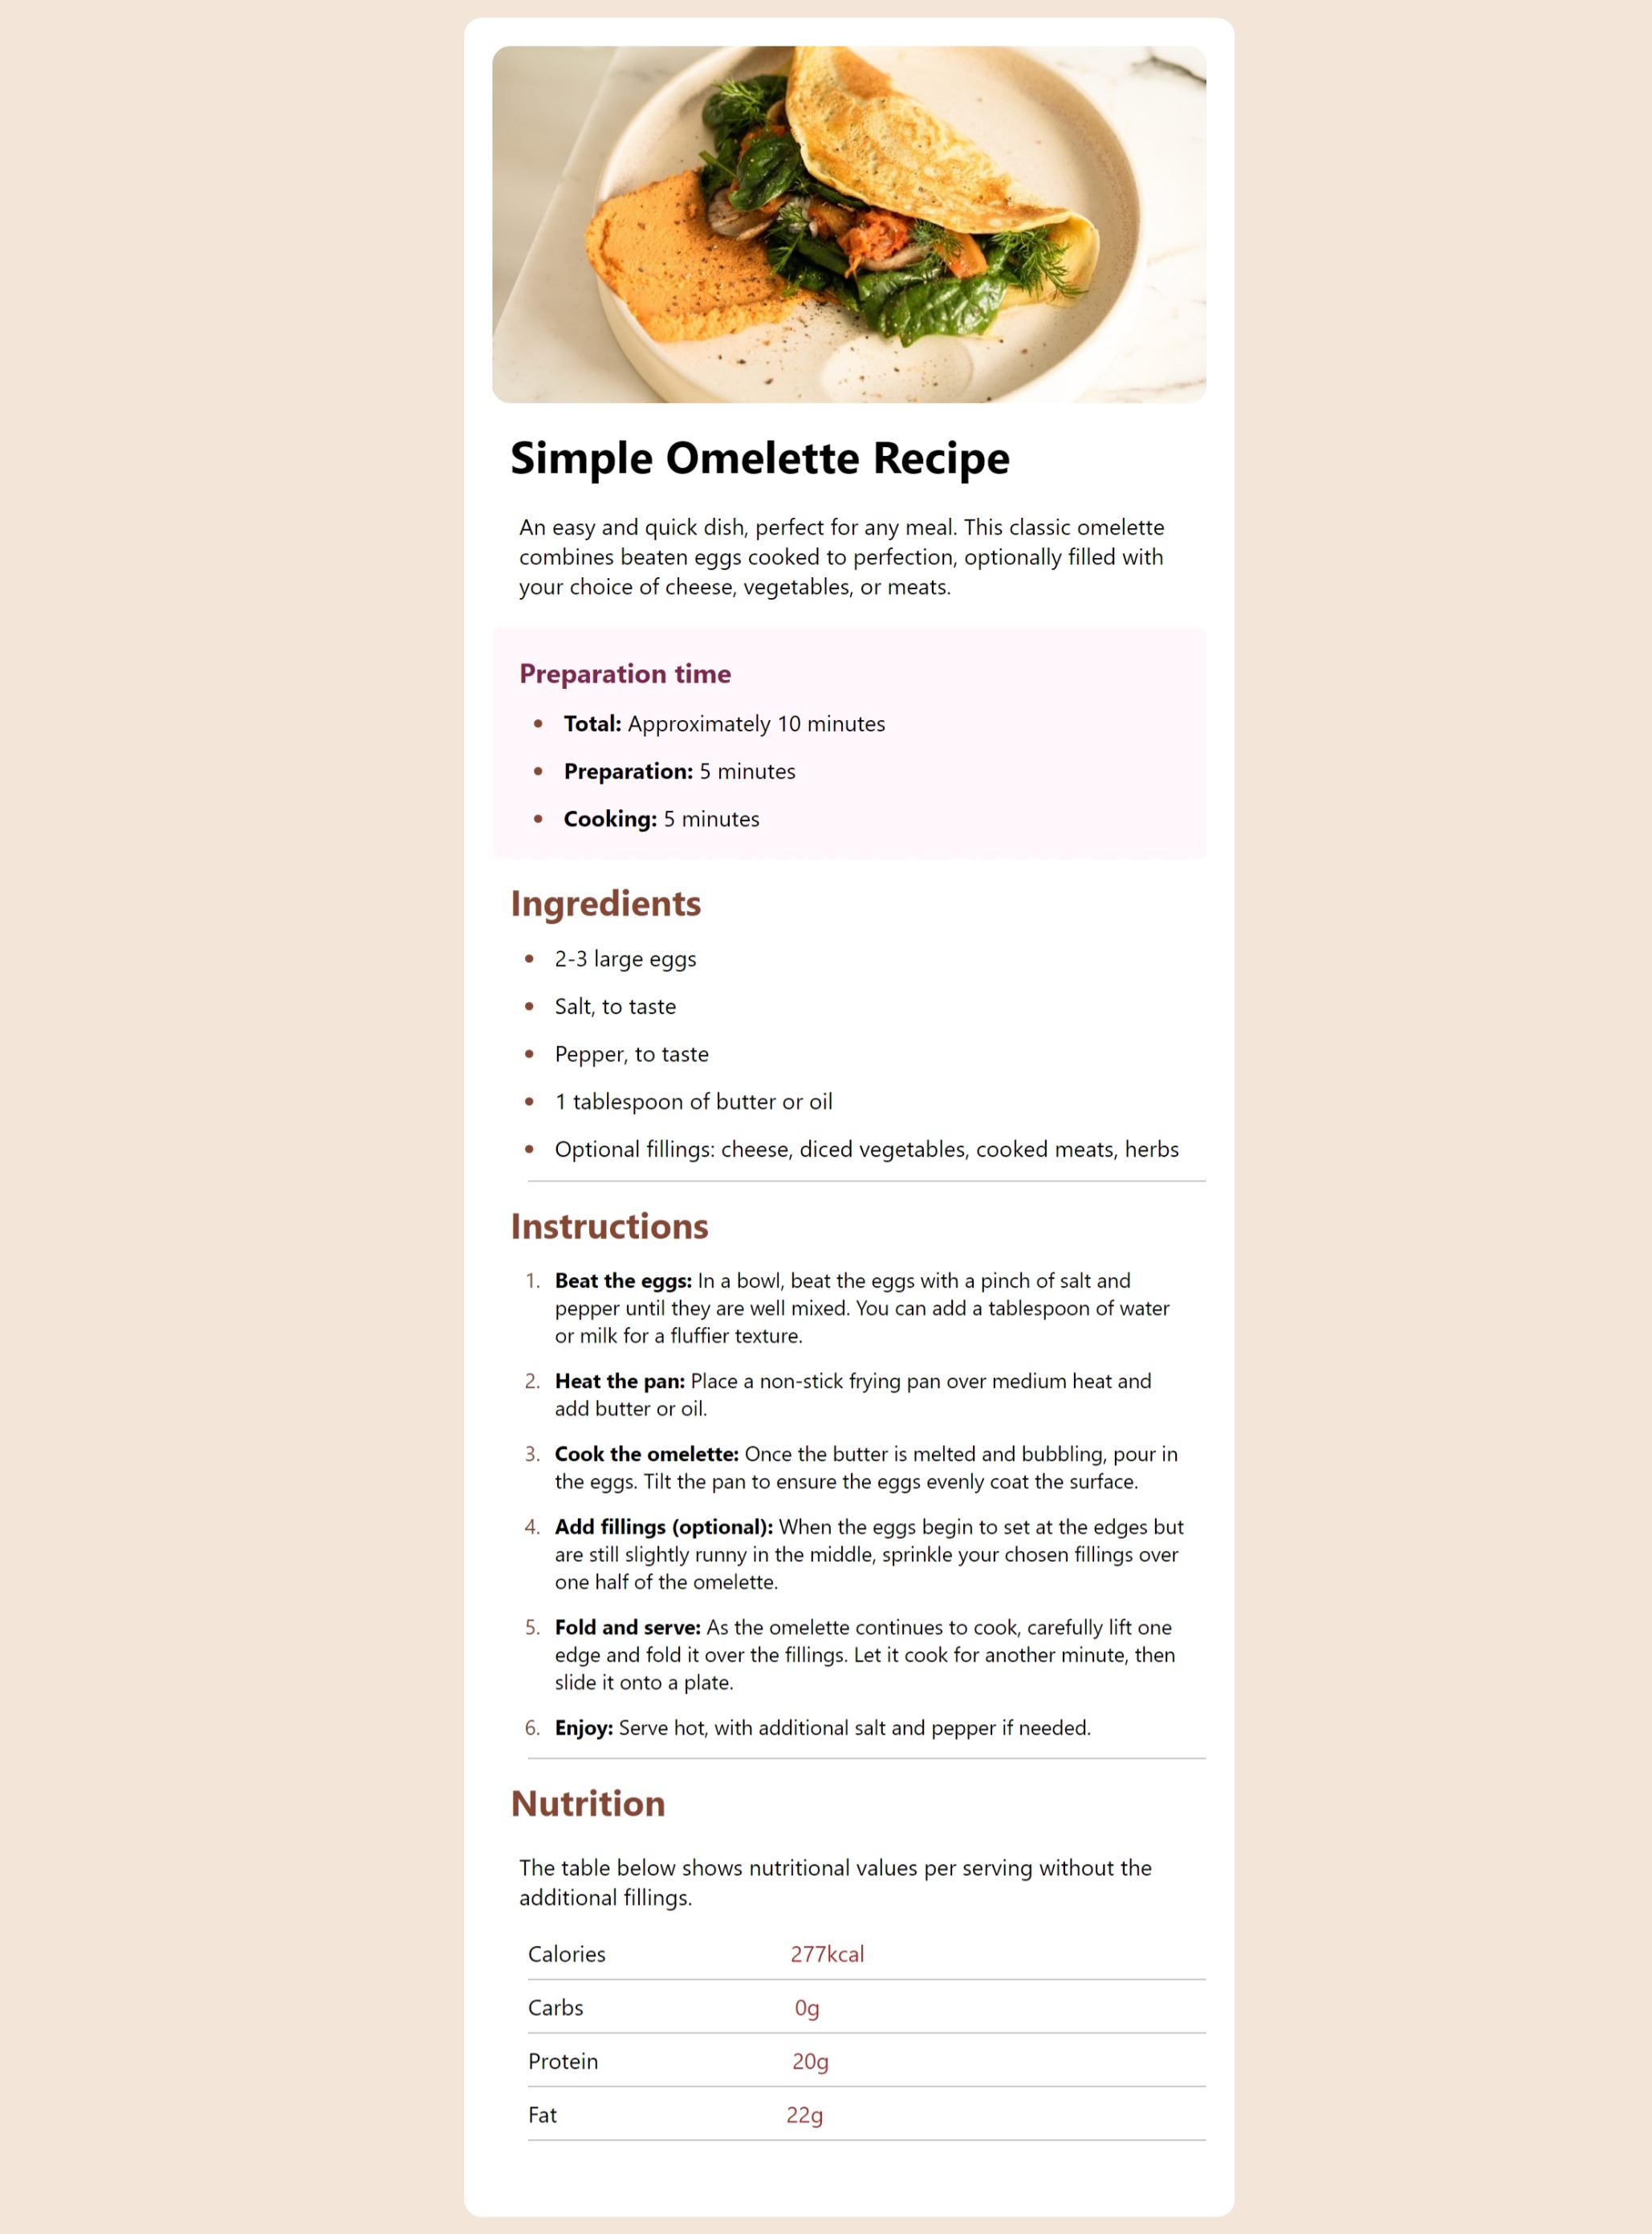 Simple Omelette Recipe
An easy and quick dish, perfect for any meal. This classic omelette
combines beaten eggs cooked to perfection, optionally filled with
your choice of cheese, vegetables, or meats.
Preparation time
• Total: Approximately 10 minutes
• Preparation: 5 minutes
• Cooking: 5 minutes
Ingredients
• 2-3 large eggs
• Salt, to taste
• Pepper, to taste
• 1 tablespoon of butter or oil
• Optional fillings: cheese, diced vegetables, cooked meats, herbs
Instructions
1. Beat the eggs: In a bowl, beat the eggs with a pinch of salt and
pepper until they are well mixed. You can add a tablespoon of water
or milk for a fluffier texture.
2. Heat the pan: Place a non-stick frying pan over medium heat and
add butter or oil.
3. Cook the omelette: Once the butter is melted and bubbling, pour in
the eggs. Tilt the pan to ensure the eggs evenly coat the surface.
4. Add fillings (optional): When the eggs begin to set at the edges but
are still slightly runny in the middle, sprinkle your chosen fillings over
one half of the omelette.
5. Fold and serve: As the omelette continues to cook, carefully lift one
edge and fold it over the fillings. Let it cook for another minute, then
slide it onto a plate.
6. Enjoy: Serve hot, with additional salt and pepper if needed.
Nutrition
The table below shows nutritional values per serving without the
additional fillings.
Calories 277kcal
Carbs 0g
Protein 20g
Fat 22g